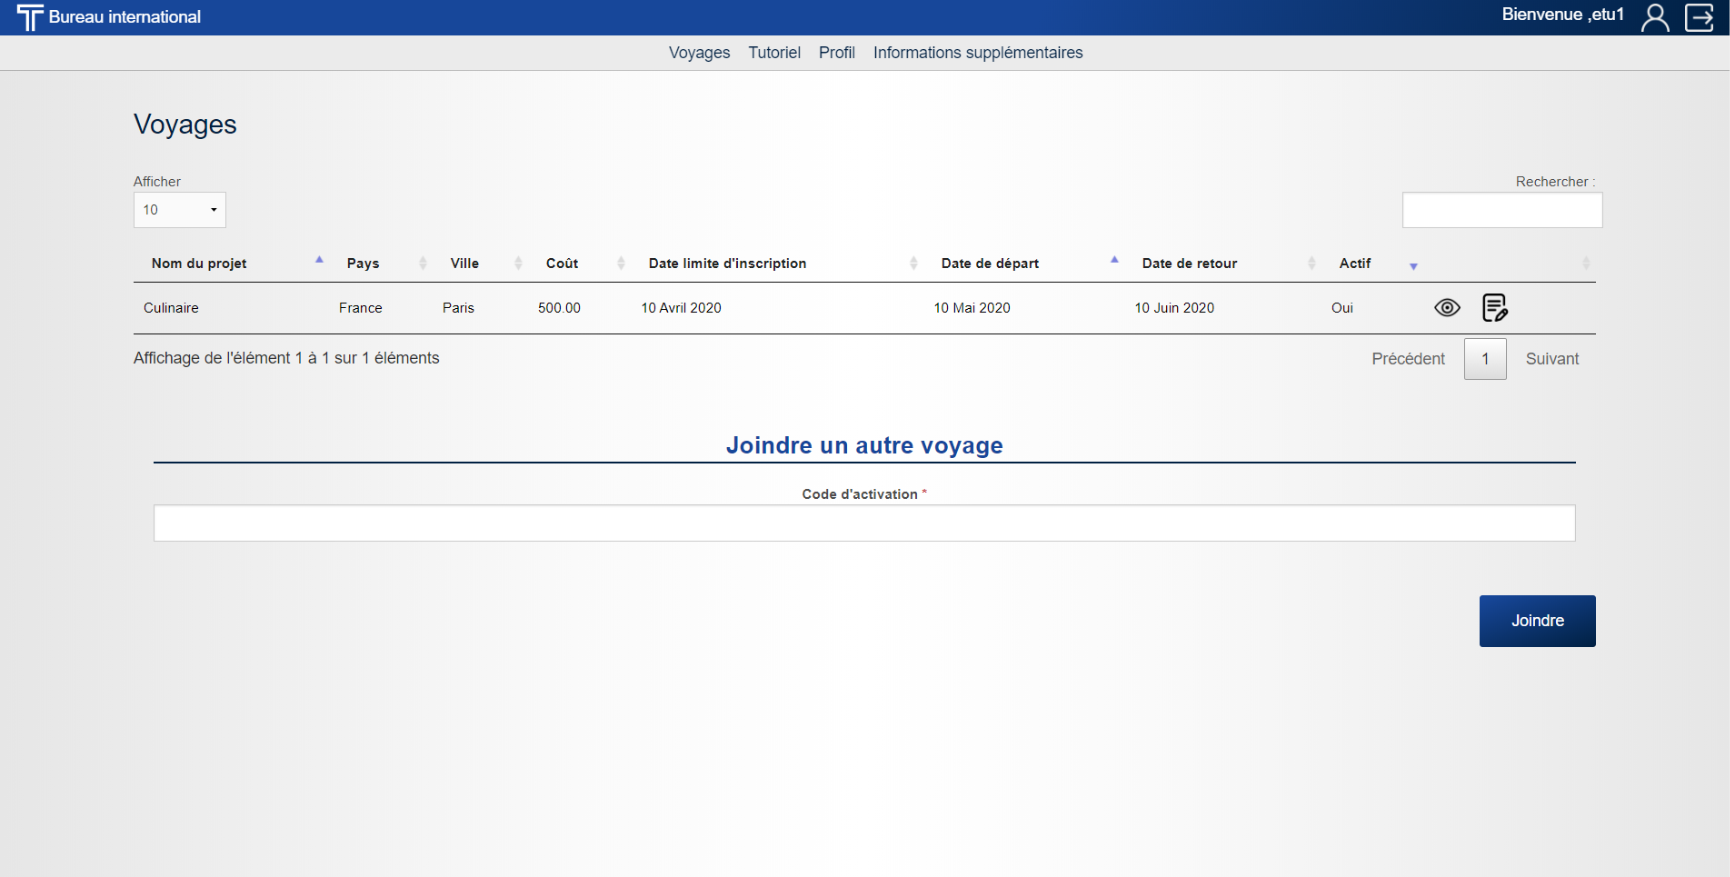 Bureau international
Bienvenue ,etu1
Voyages Tutoriel Profil Informations supplémentaires
Voyages
Afficher
Rechercher :
10
Nom du projet Pays Ville Coût Date limite d'inscription Date de départ Date de retour Actif
Culinaire France Paris 500.00 10 Avril 2020 10 Mai 2020 10 Juin 2020 Oui
Affichage de l'élément 1 à 1 sur 1 éléments
Précédent 1 Suivant
Joindre un autre voyage
Code d'activation *
Joindre